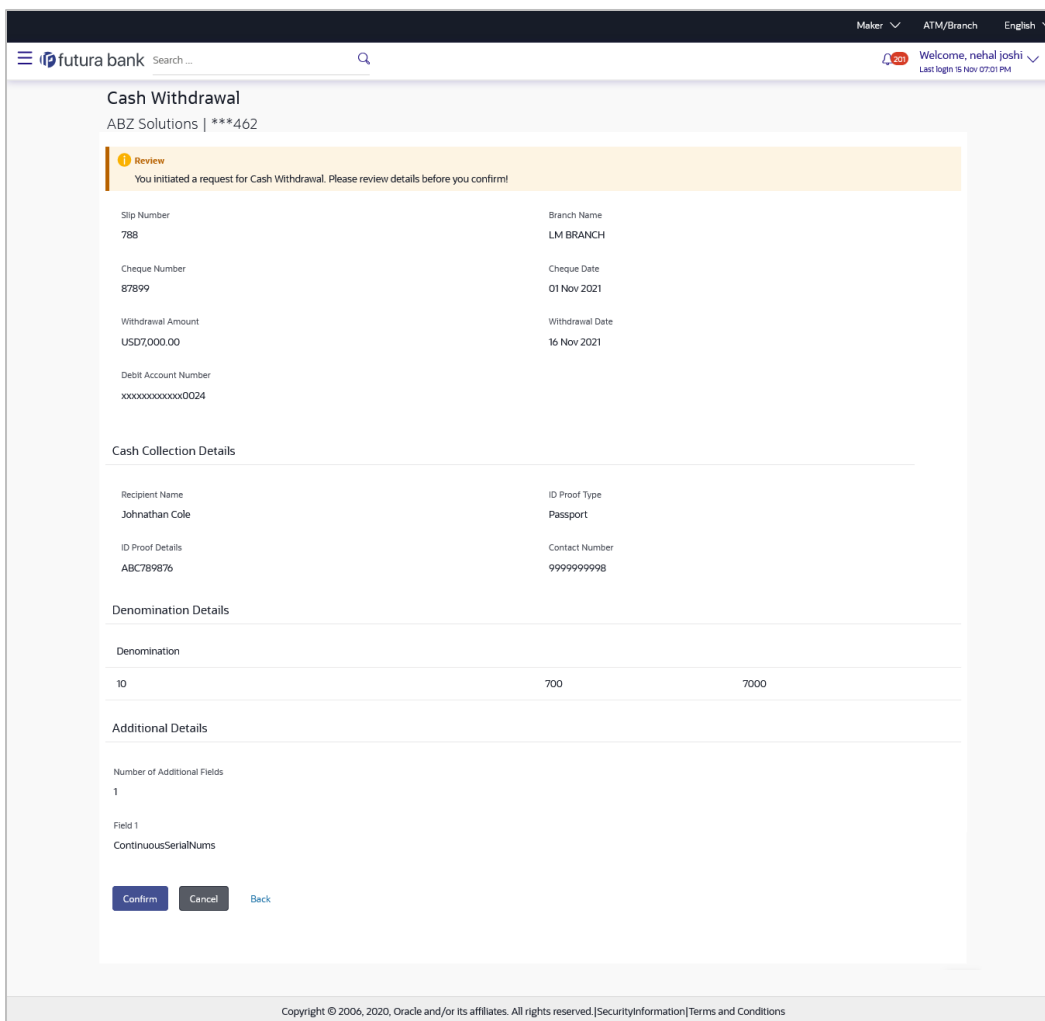 Maker ATM/Branch English
futura bank Search ... 201 Welcome, nehal joshi
Last login 15 Nov 07:01 PM
Cash Withdrawal
ABZ Solutions | ***462
Review
You initiated a request for Cash Withdrawal. Please review details before you confirm!
Slip Number Branch Name
788 LM BRANCH
Cheque Number Cheque Date
87899 01 Nov 2021
Withdrawal Amount Withdrawal Date
USD7,000.00 16 Nov 2021
Debit Account Number
xxxxxxxxxxxx0024
Cash Collection Details
Recipient Name ID Proof Type
Johnathan Cole Passport
ID Proof Details Contact Number
ABC789876 9999999998
Denomination Details
Denomination
10 700 7000
Additional Details
Number of Additional Fields
1
Field 1
ContinuousSerialNums
Confirm Cancel Back
Copyright © 2006, 2020, Oracle and/or its affiliates. All rights reserved.|SecurityInformation|Terms and Conditions